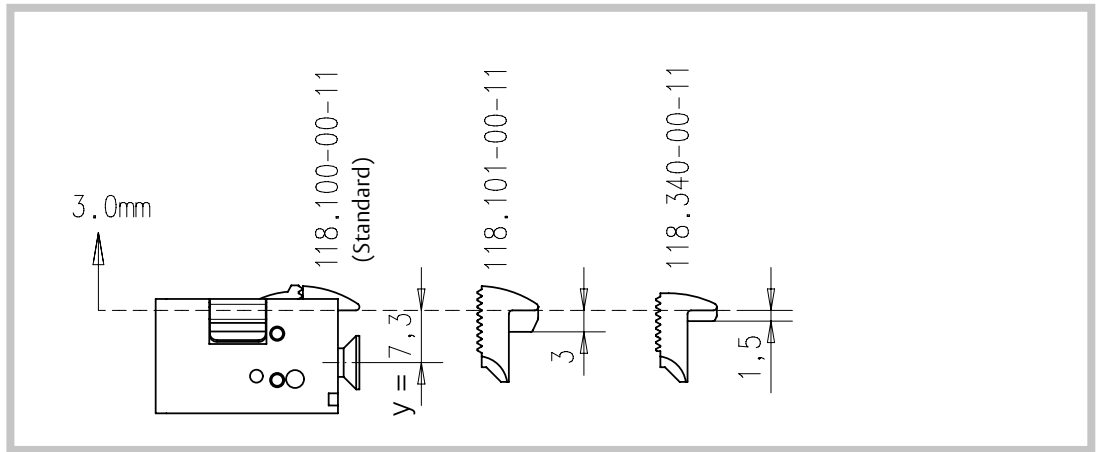 3.0mm
118.100-00-11
(Standard)
118.101-00-11
118.340-00-11
y = 7,3
3
1,5